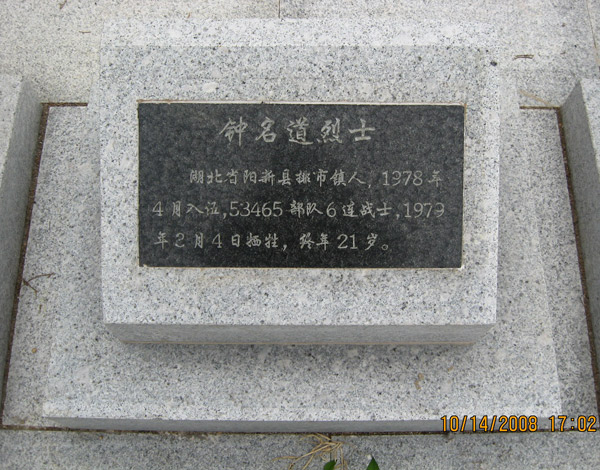 钟名道烈士
湖北省阳新县排市镇人，1978年
4月入伍，53465部队6连战士，1979
年2月4日牺牲，终年21岁。
10/14/2008 17:02